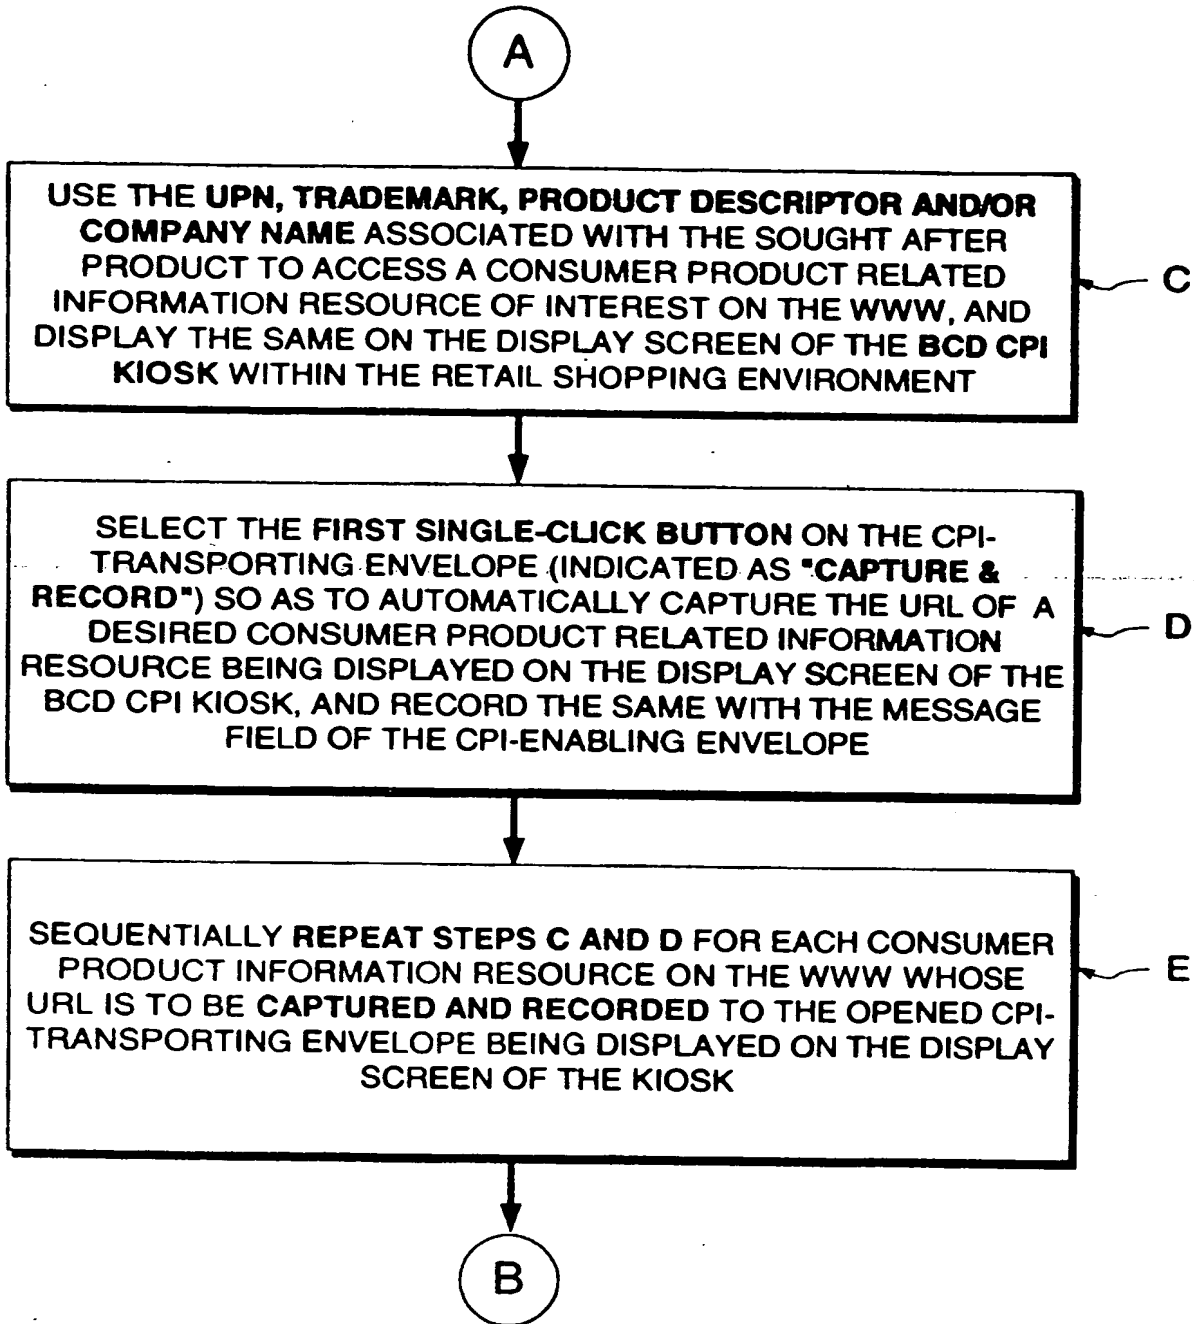 A
USE THE UPN, TRADEMARK, PRODUCT DESCRIPTOR AND/OR
COMPANY NAME ASSOCIATED WITH THE SOUGHT AFTER
PRODUCT TO ACCESS A CONSUMER PRODUCT RELATED
INFORMATION RESOURCE OF INTEREST ON THE WWW, AND
DISPLAY THE SAME ON THE DISPLAY SCREEN OF THE BCD CPI
KIOSK WITHIN THE RETAIL SHOPPING ENVIRONMENT
C
SELECT THE FIRST SINGLE-CLICK BUTTON ON THE CPI-
TRANSPORTING ENVELOPE (INDICATED AS "CAPTURE &
RECORD") SO AS TO AUTOMATICALLY CAPTURE THE URL OF A
DESIRED CONSUMER PRODUCT RELATED INFORMATION
RESOURCE BEING DISPLAYED ON THE DISPLAY SCREEN OF THE
BCD CPI KIOSK, AND RECORD THE SAME WITH THE MESSAGE
FIELD OF THE CPI-ENABLING ENVELOPE
D
SEQUENTIALLY REPEAT STEPS C AND D FOR EACH CONSUMER
PRODUCT INFORMATION RESOURCE ON THE WWW WHOSE
URL IS TO BE CAPTURED AND RECORDED TO THE OPENED CPI-
TRANSPORTING ENVELOPE BEING DISPLAYED ON THE DISPLAY
SCREEN OF THE KIOSK
E
B